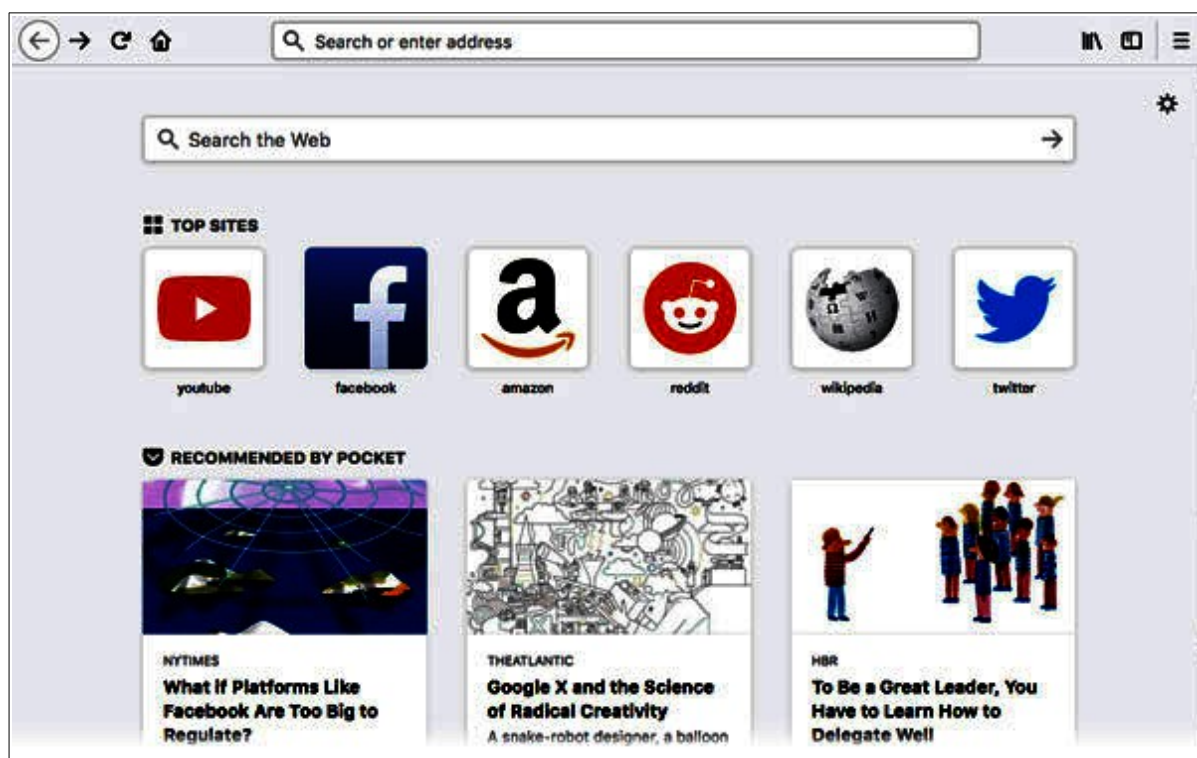 Search or enter address
Search the Web
TOP SITES
youtube
facebook
amazon
reddit
wikipedia
twitter
RECOMMENDED BY POCKET
NYTIMES
What if Platforms Like
Facebook Are Too Big to
Regulate?
THEATLANTIC
Google X and the Science
of Radical Creativity
A snake-robot designer, a balloon
HBR
To Be a Great Leader, You
Have to Learn How to
Delegate Well